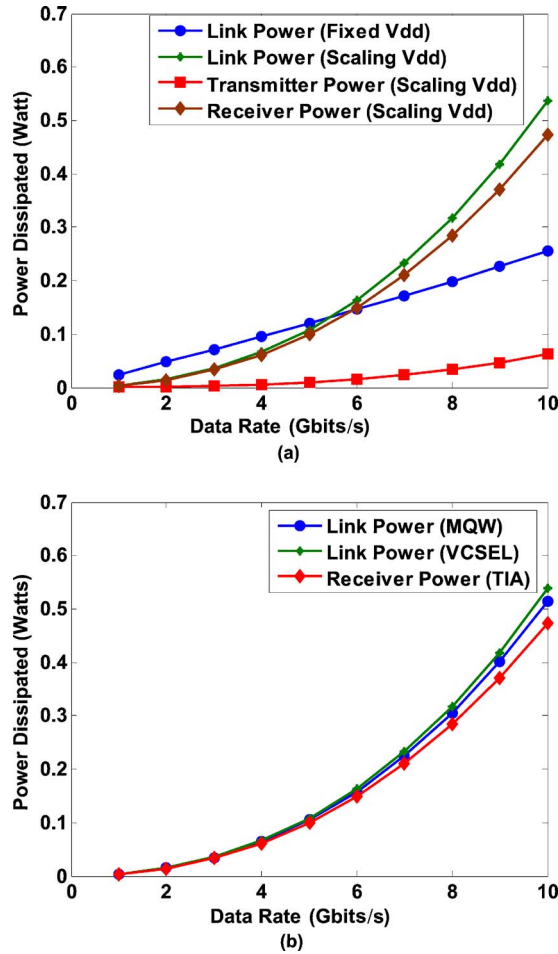 0.7
0.6
0.5
0.4
0.3
0.2
0.1
0
Power Dissipated (Watt)
Link Power (Fixed Vdd)
Link Power (Scaling Vdd)
Transmitter Power (Scaling Vdd)
Receiver Power (Scaling Vdd)
0 2 4 6 8 10
Data Rate (Gbits/s)
(a)
0.7
0.6
0.5
0.4
0.3
0.2
0.1
0
Power Dissipated (Watts)
Link Power (MQW)
Link Power (VCSEL)
Receiver Power (TIA)
0 2 4 6 8 10
Data Rate (Gbits/s)
(b)